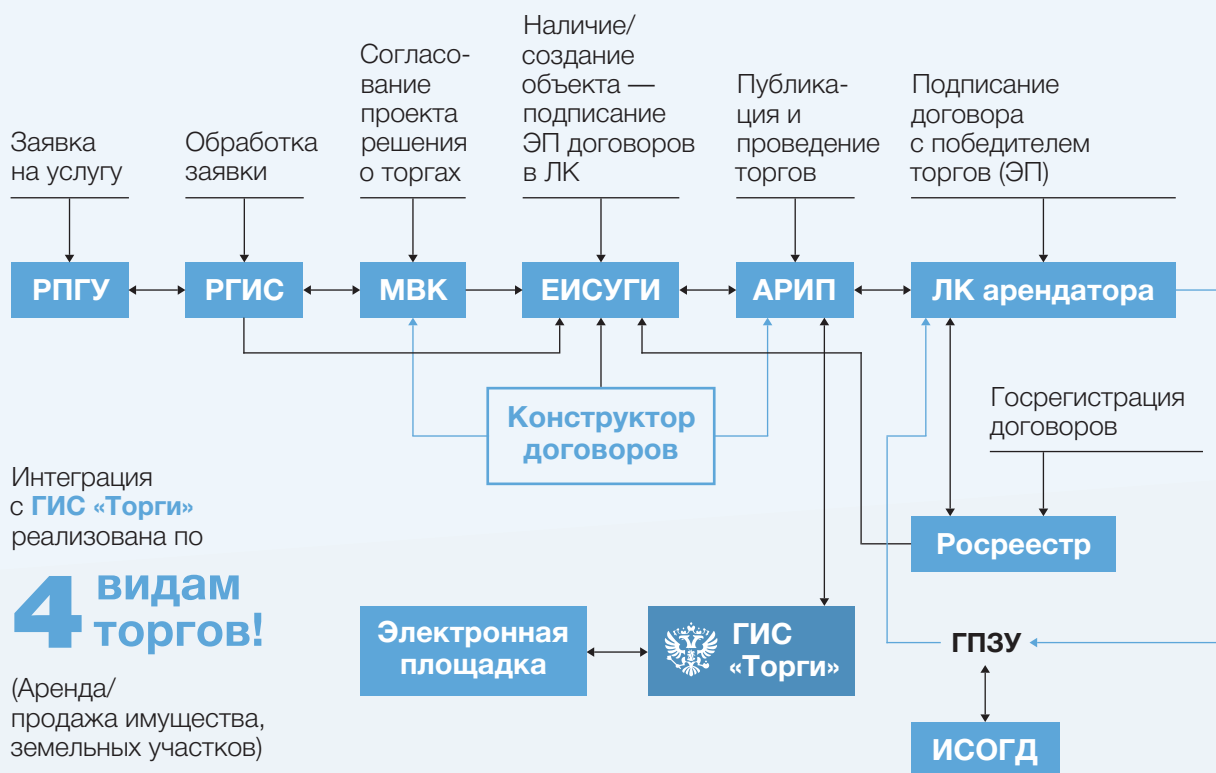 Заявка
на услугу
Обработка
заявки
Согласо-
вание
проекта
решения
о торгах
Наличие/
создание
объекта —
подписание
ЭП договоров
в ЛК
Публика-
ция и
проведение
торгов
Подписание
договора
с победителем
торгов (ЭП)
РПГУ
РГИС
МВК
ЕИСУГИ
АРИП
ЛК арендатора
Конструктор
договоров
Госрегистрация
договоров
Росреестр
Интеграция
с ГИС «Торги»
реализована по
4 видам
торгов!
(Аренда/
продажа имущества,
земельных участков)
Электронная
площадка
ГИС
«Торги»
ГПЗУ
ИСОГД